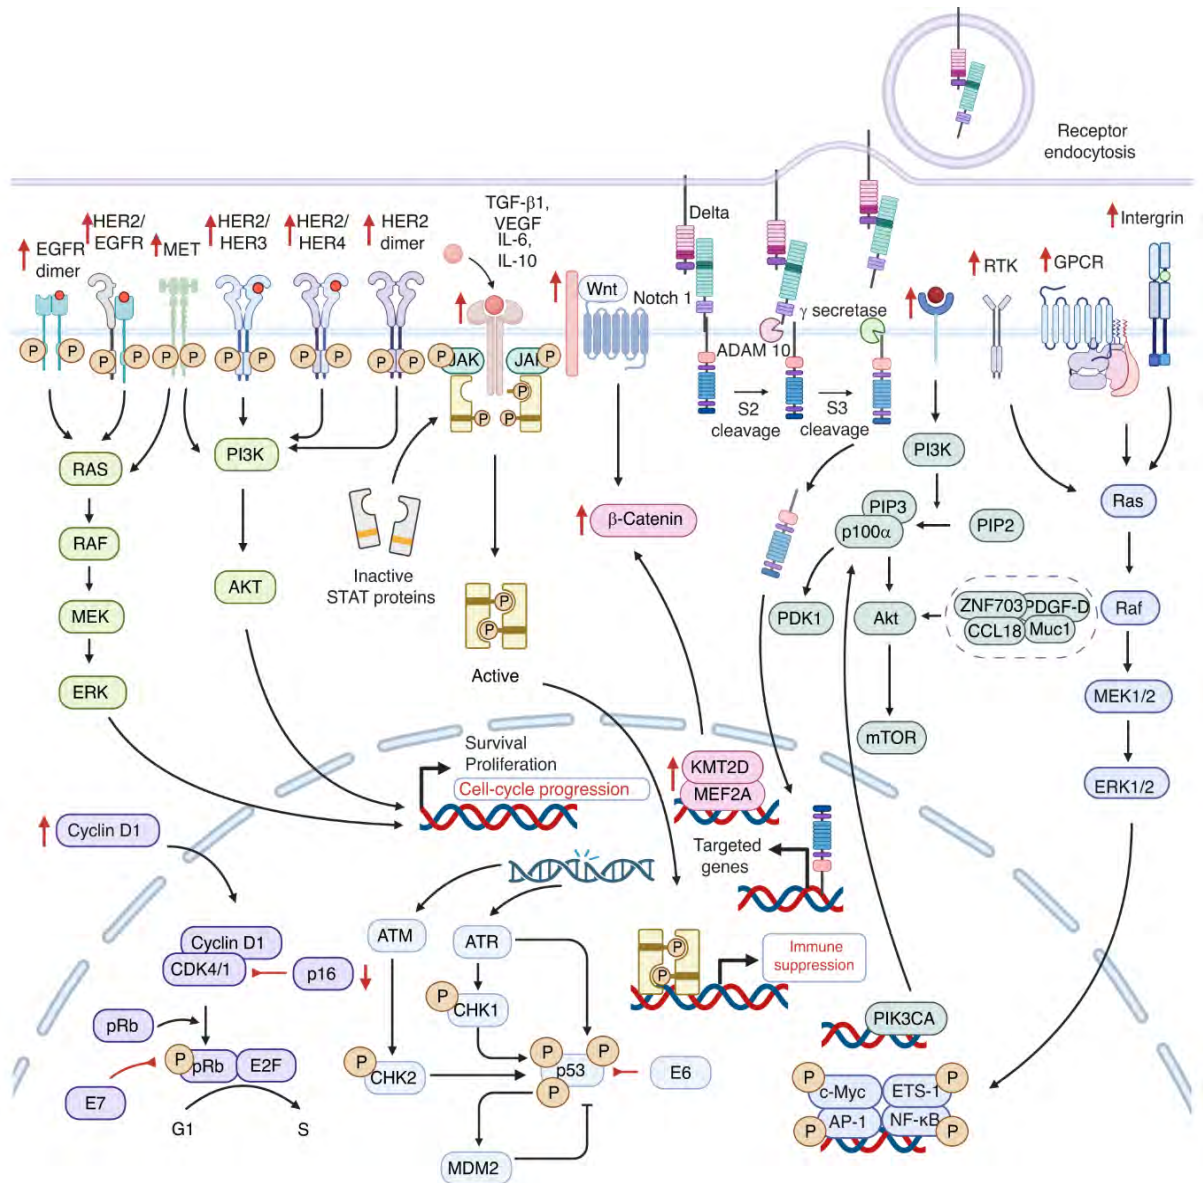 Receptor
endocytosis
EGFR
dimer
HER2/
EGFR
MET
HER2/
HER3
HER2/
HER4
HER2
dimer
TGF-β1,
VEGF
IL-6,
IL-10
Wnt
Notch 1
Delta
ADAM 10
γ secretase
S2
cleavage
S3
cleavage
RTK
GPCR
Intergrin
P
P
P
P
P
P
P
P
P
P
P
P
P
JAK
JAK
P
P
P
P
RAS
RAF
MEK
ERK
PI3K
AKT
Inactive
STAT proteins
P
P
Active
β-Catenin
PI3K
PIP3
p100α
PIP2
PDK1
Akt
ZNF703
PDGF-D
CCL18
Muc1
mTOR
Ras
Raf
MEK1/2
ERK1/2
Survival
Proliferation
Cell-cycle progression
KMT2D
MEF2A
Targeted
genes
Cyclin D1
Cyclin D1
CDK4/1
p16
pRb
P
pRb
E2F
E7
G1
S
ATM
ATR
P
CHK1
P
CHK2
P
P
p53
P
E6
MDM2
P
P
Immune
suppression
PIK3CA
P
c-Myc
ETS-1
P
P
AP-1
NF-κB
P